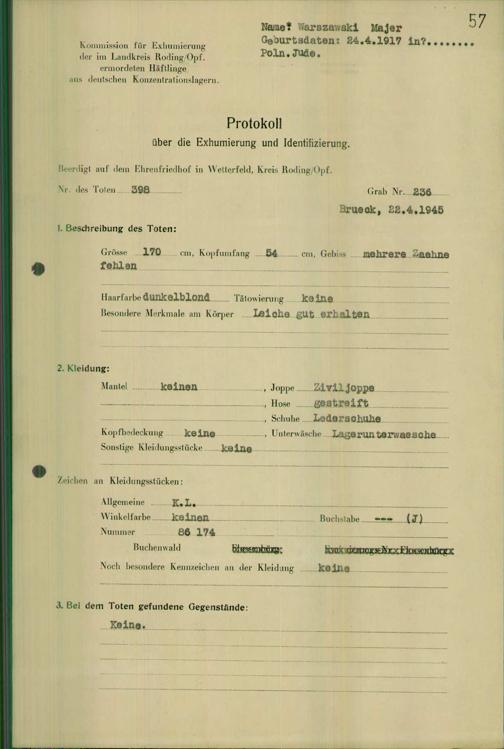 57
Name? Warszawski Majer
Geburtsdaten: 24.4.1917 in?........
Poln.Jude.
Kommission für Exhumierung
der im Landkreis Roding/Opf.
ermordeten Häftlinge
aus deutschen Konzentrationslagern.
Protokoll
über die Exhumierung und Identifizierung.
Beerdigt auf dem Ehrenfriedhof in Wetterfeld, Kreis Roding/Opf.
Nr. des Toten 398 Grab Nr. 236
Brueck, 22.4.1945
1. Beschreibung des Toten:
Grösse 170 cm, Kopfumfang 54 cm, Gebiss mehrere Zaehne
fehlen
Haarfarbe dunkelblond Tätowierung keine
Besondere Merkmale am Körper Leiche gut erhalten
2. Kleidung:
Mantel keinen , Joppe Ziviljoppe
, Hose gestreift
, Schuhe Lederschuhe
Kopfbedeckung keine , Unterwäsche Lagerunterwaesche
Sonstige Kleidungsstücke keine
Zeichen an Kleidungsstücken:
Allgemeine K.L.
Winkelfarbe keinen Buchstabe --- (J)
Nummer 86 174
Buchenwald
Noch besondere Kennzeichen an der Kleidung keine
3. Bei dem Toten gefundene Gegenstände:
Keine.